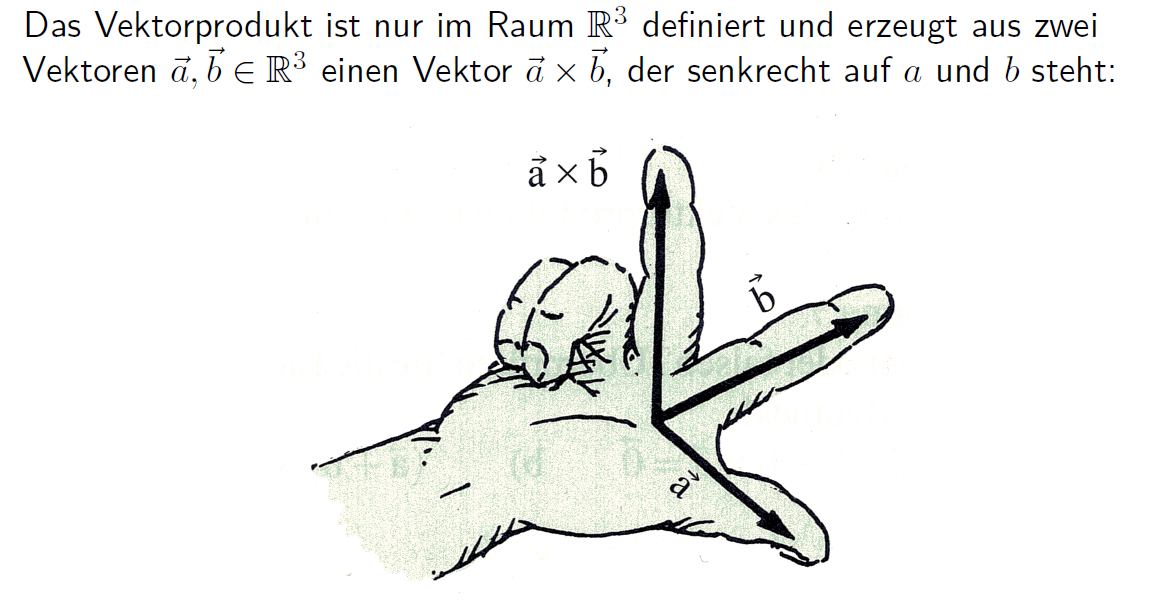 Das Vektorprodukt ist nur im Raum ℝ³ definiert und erzeugt aus zwei
Vektoren a⃗, b⃗ ∈ ℝ³ einen Vektor a⃗ × b⃗, der senkrecht auf a und b steht:
a⃗ × b⃗
b⃗
a⃗